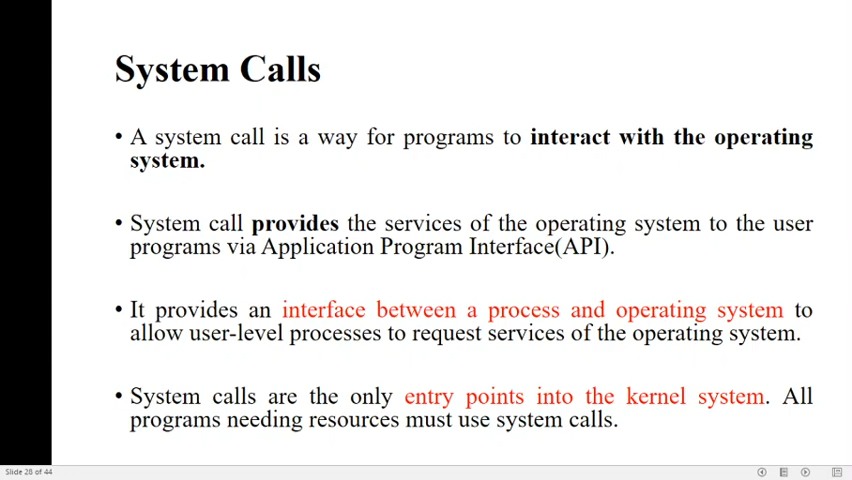 System Calls
• A system call is a way for programs to interact with the operating
system.
• System call provides the services of the operating system to the user
programs via Application Program Interface(API).
• It provides an interface between a process and operating system to
allow user-level processes to request services of the operating system.
• System calls are the only entry points into the kernel system. All
programs needing resources must use system calls.
Slide 28 of 44